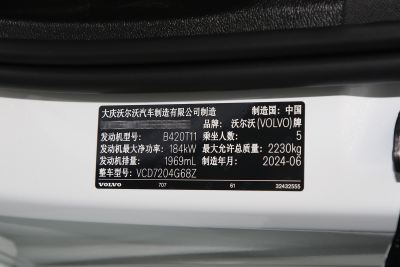 大庆沃尔沃汽车制造有限公司制造 制造国: 中国
品牌: 沃尔沃(VOLVO)牌
发动机型号: B420T11 乘坐人数: 5
发动机最大净功率: 184kW 最大允许总质量: 2230kg
发动机排量: 1969mL 制造年月: 2024-06
整车型号: VCD7204G68Z
VOLVO 707 61 32432555